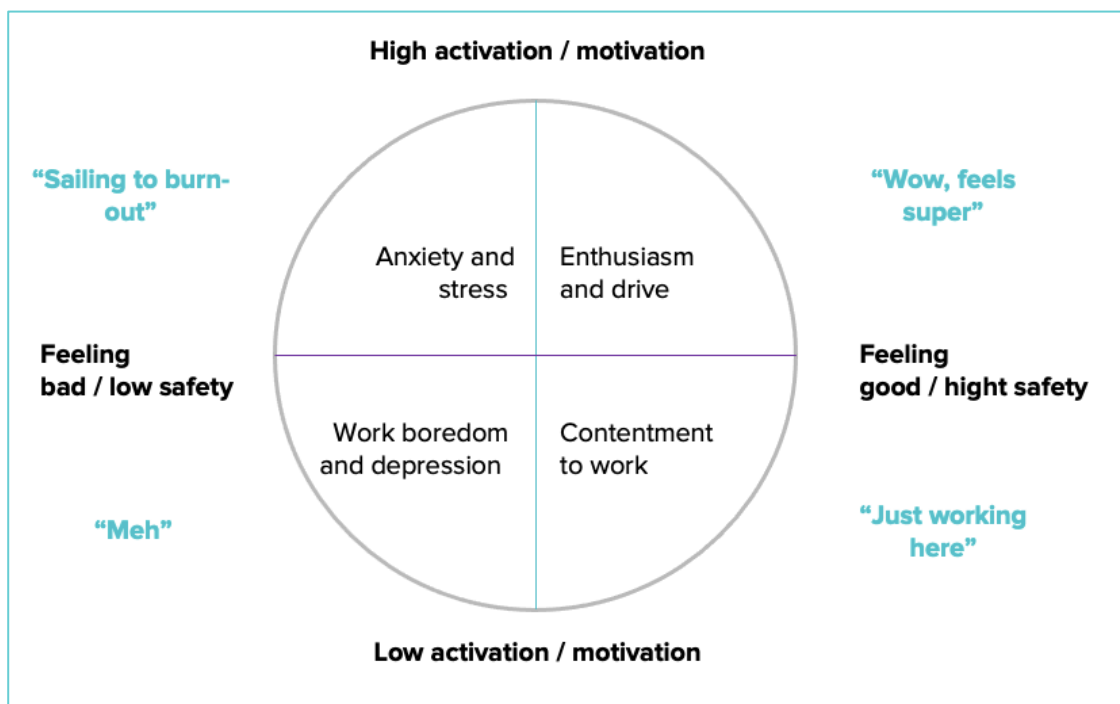 High activation / motivation
“Sailing to burn-
out”
“Wow, feels
super”
Anxiety and
stress
Enthusiasm
and drive
Feeling
bad / low safety
Feeling
good / hight safety
Work boredom
and depression
Contentment
to work
“Meh”
“Just working
here”
Low activation / motivation